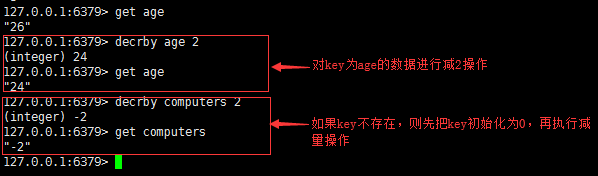 127.0.0.1:6379> get age
"26"
127.0.0.1:6379> decrby age 2
(integer) 24
127.0.0.1:6379> get age
"24"
对key为age的数据进行减2操作
127.0.0.1:6379> decrby computers 2
(integer) -2
127.0.0.1:6379> get computers
"-2"
127.0.0.1:6379>
如果key不存在，则先把key初始化为0，再执行减
量操作